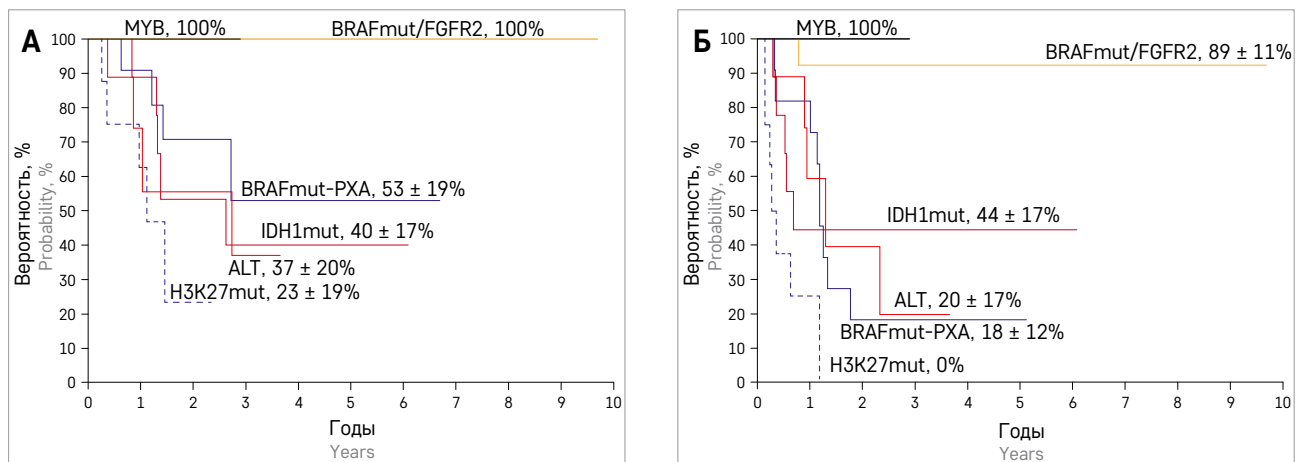 А
MYB, 100%
BRAFmut/FGFR2, 100%
100
90
80
70
60
50
40
30
20
10
0
Вероятность, %
Probability, %
BRAFmut-PXA, 53 ± 19%
IDH1mut, 40 ± 17%
ALT, 37 ± 20%
H3K27mut, 23 ± 19%
0 1 2 3 4 5 6 7 8 9 10
Годы
Years
Б
MYB, 100%
BRAFmut/FGFR2, 89 ± 11%
100
90
80
70
60
50
40
30
20
10
0
Вероятность, %
Probability, %
IDH1mut, 44 ± 17%
ALT, 20 ± 17%
BRAFmut-PXA, 18 ± 12%
H3K27mut, 0%
0 1 2 3 4 5 6 7 8 9 10
Годы
Years